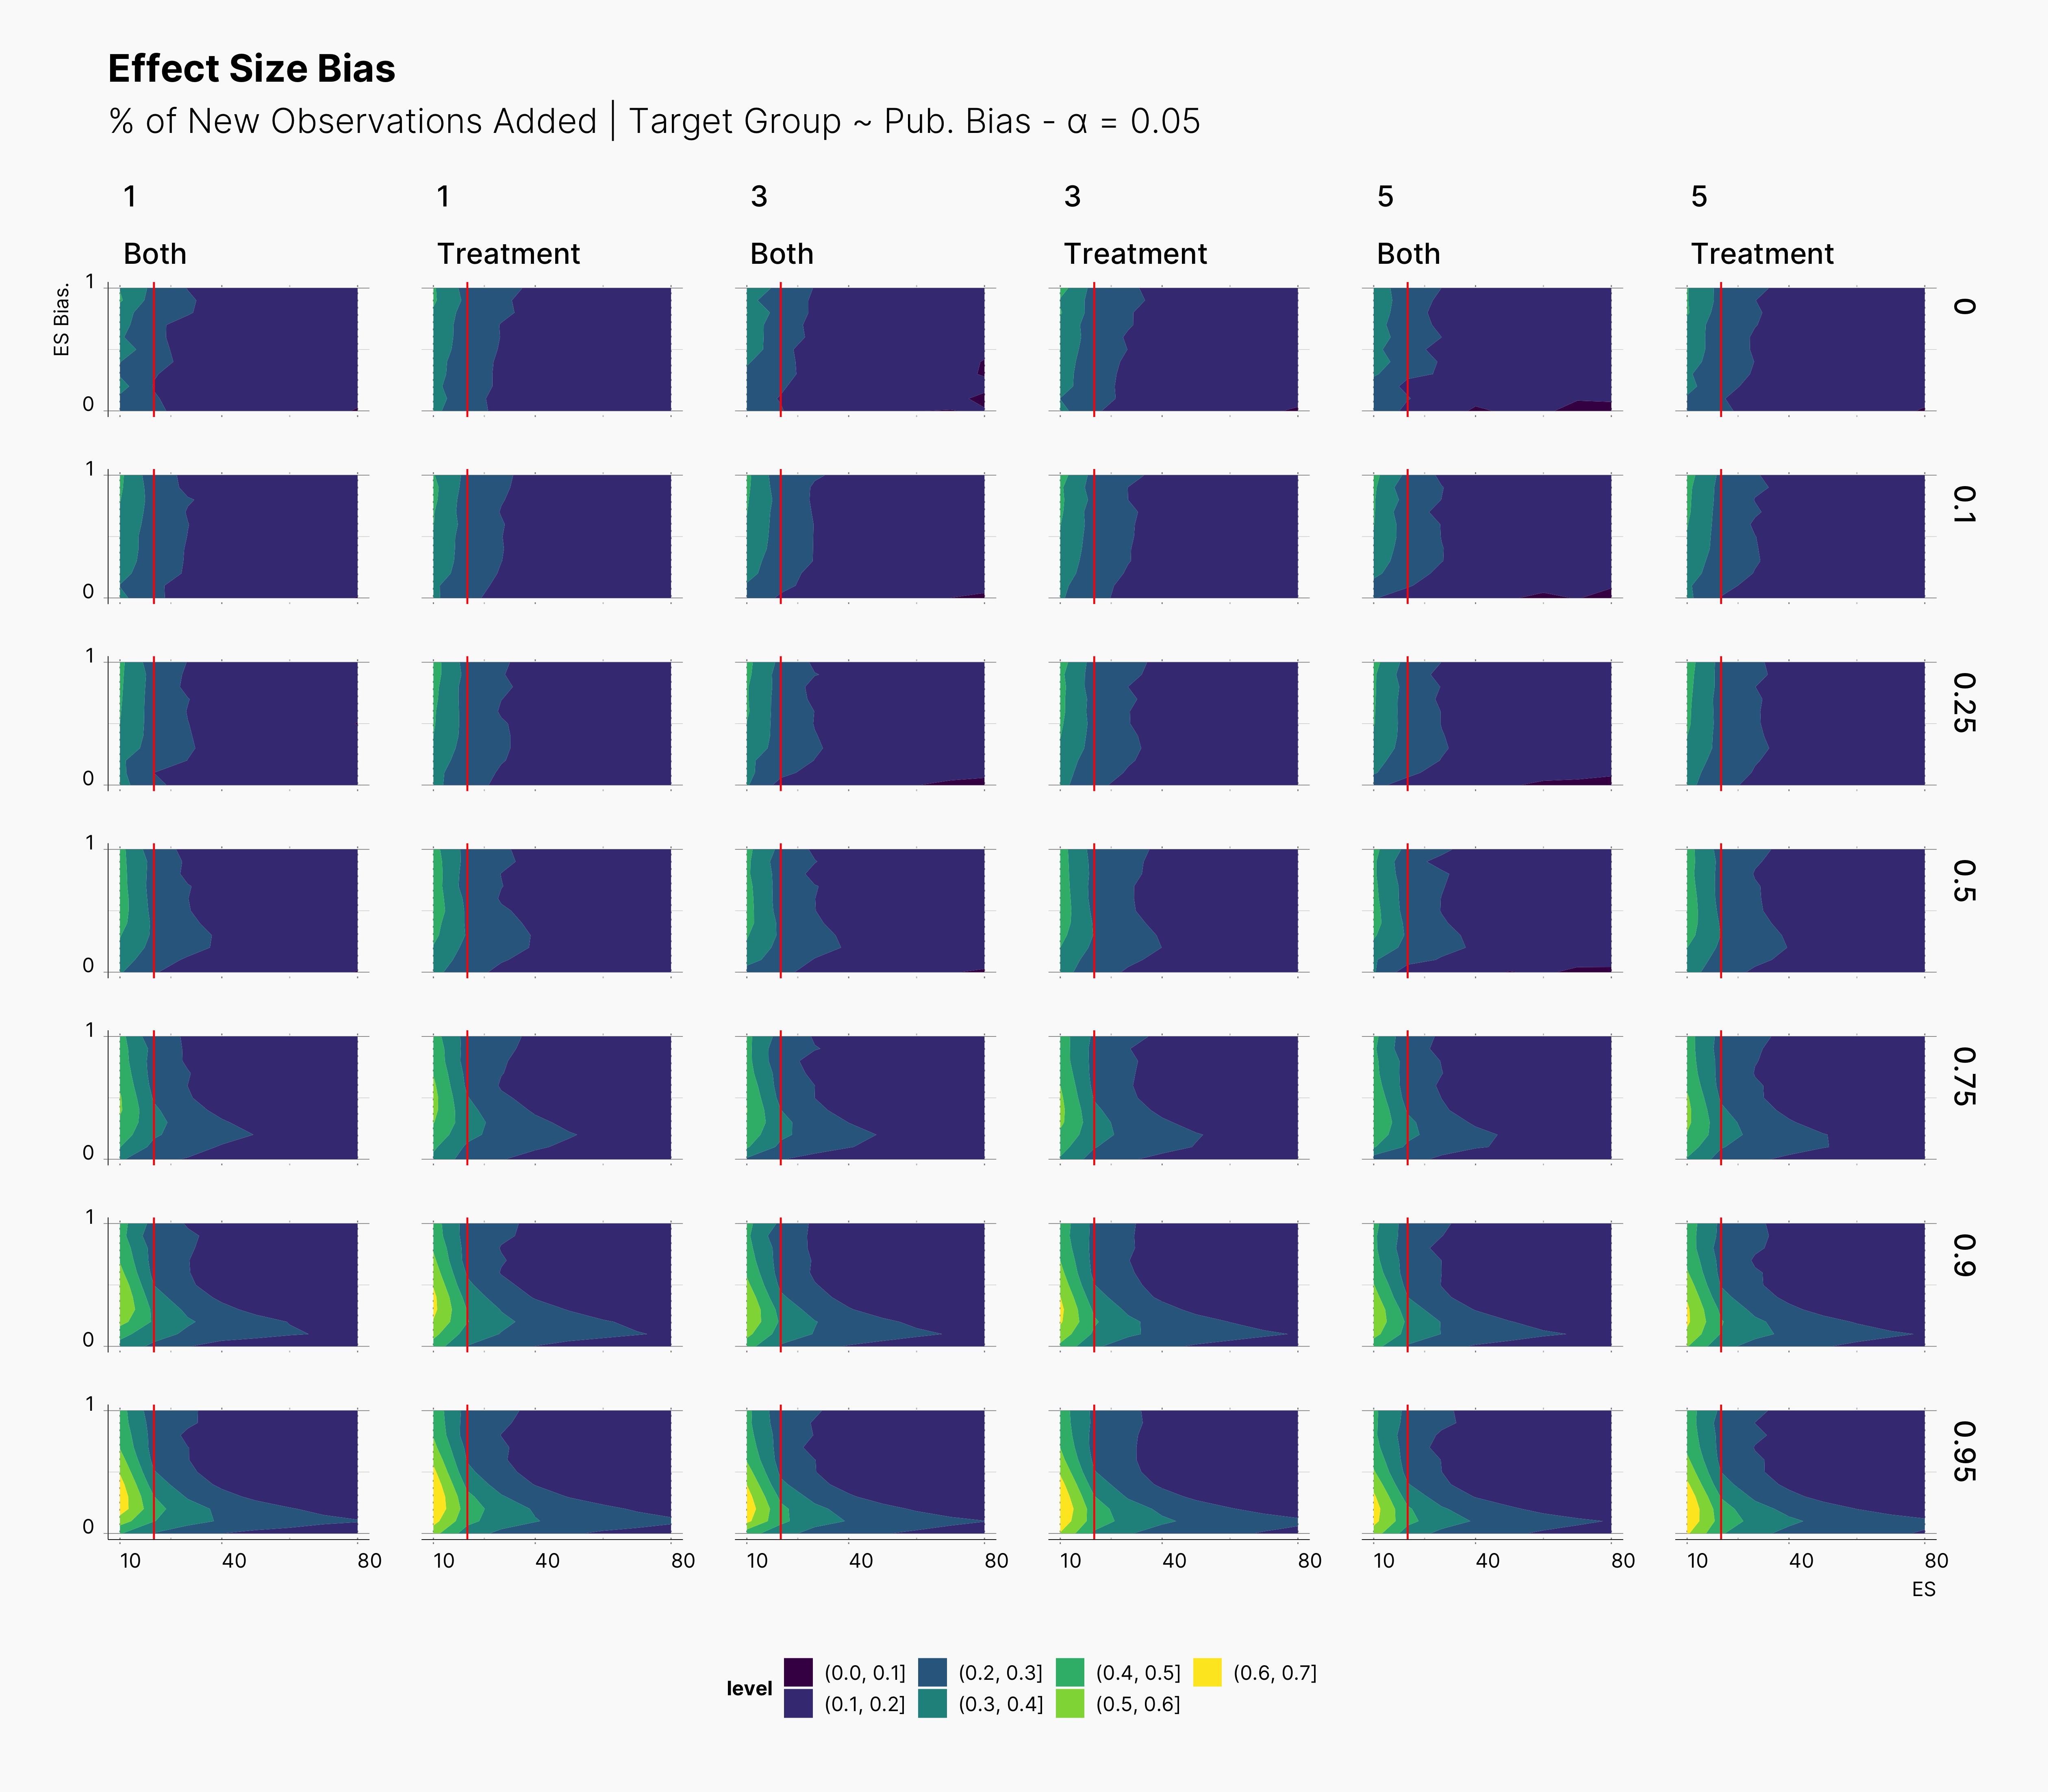 Effect Size Bias
% of New Observations Added | Target Group ~ Pub. Bias - α = 0.05
1 1 3 3 5 5
Both Treatment Both Treatment Both Treatment
ES Bias.
1
0
0
1
0
0.1
1
0
0.25
1
0
0.5
1
0
0.75
1
0
0.9
1
0
0.95
10 40 80 10 40 80 10 40 80 10 40 80 10 40 80 10 40 80
ES
level (0.0, 0.1] (0.2, 0.3] (0.4, 0.5] (0.6, 0.7]
(0.1, 0.2] (0.3, 0.4] (0.5, 0.6]